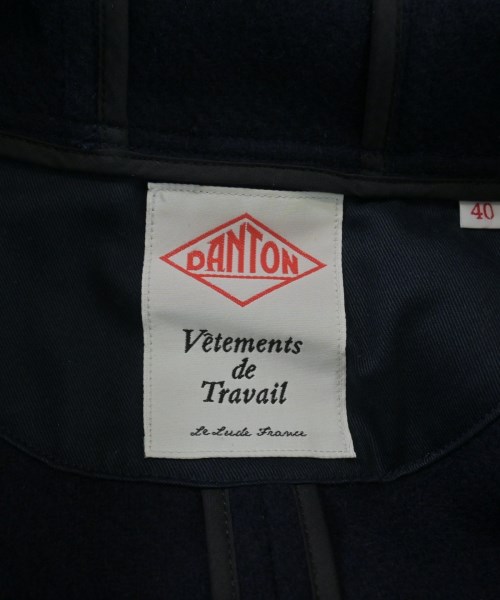 DANTON
40
Vêtements
de
Travail
Le Lude France